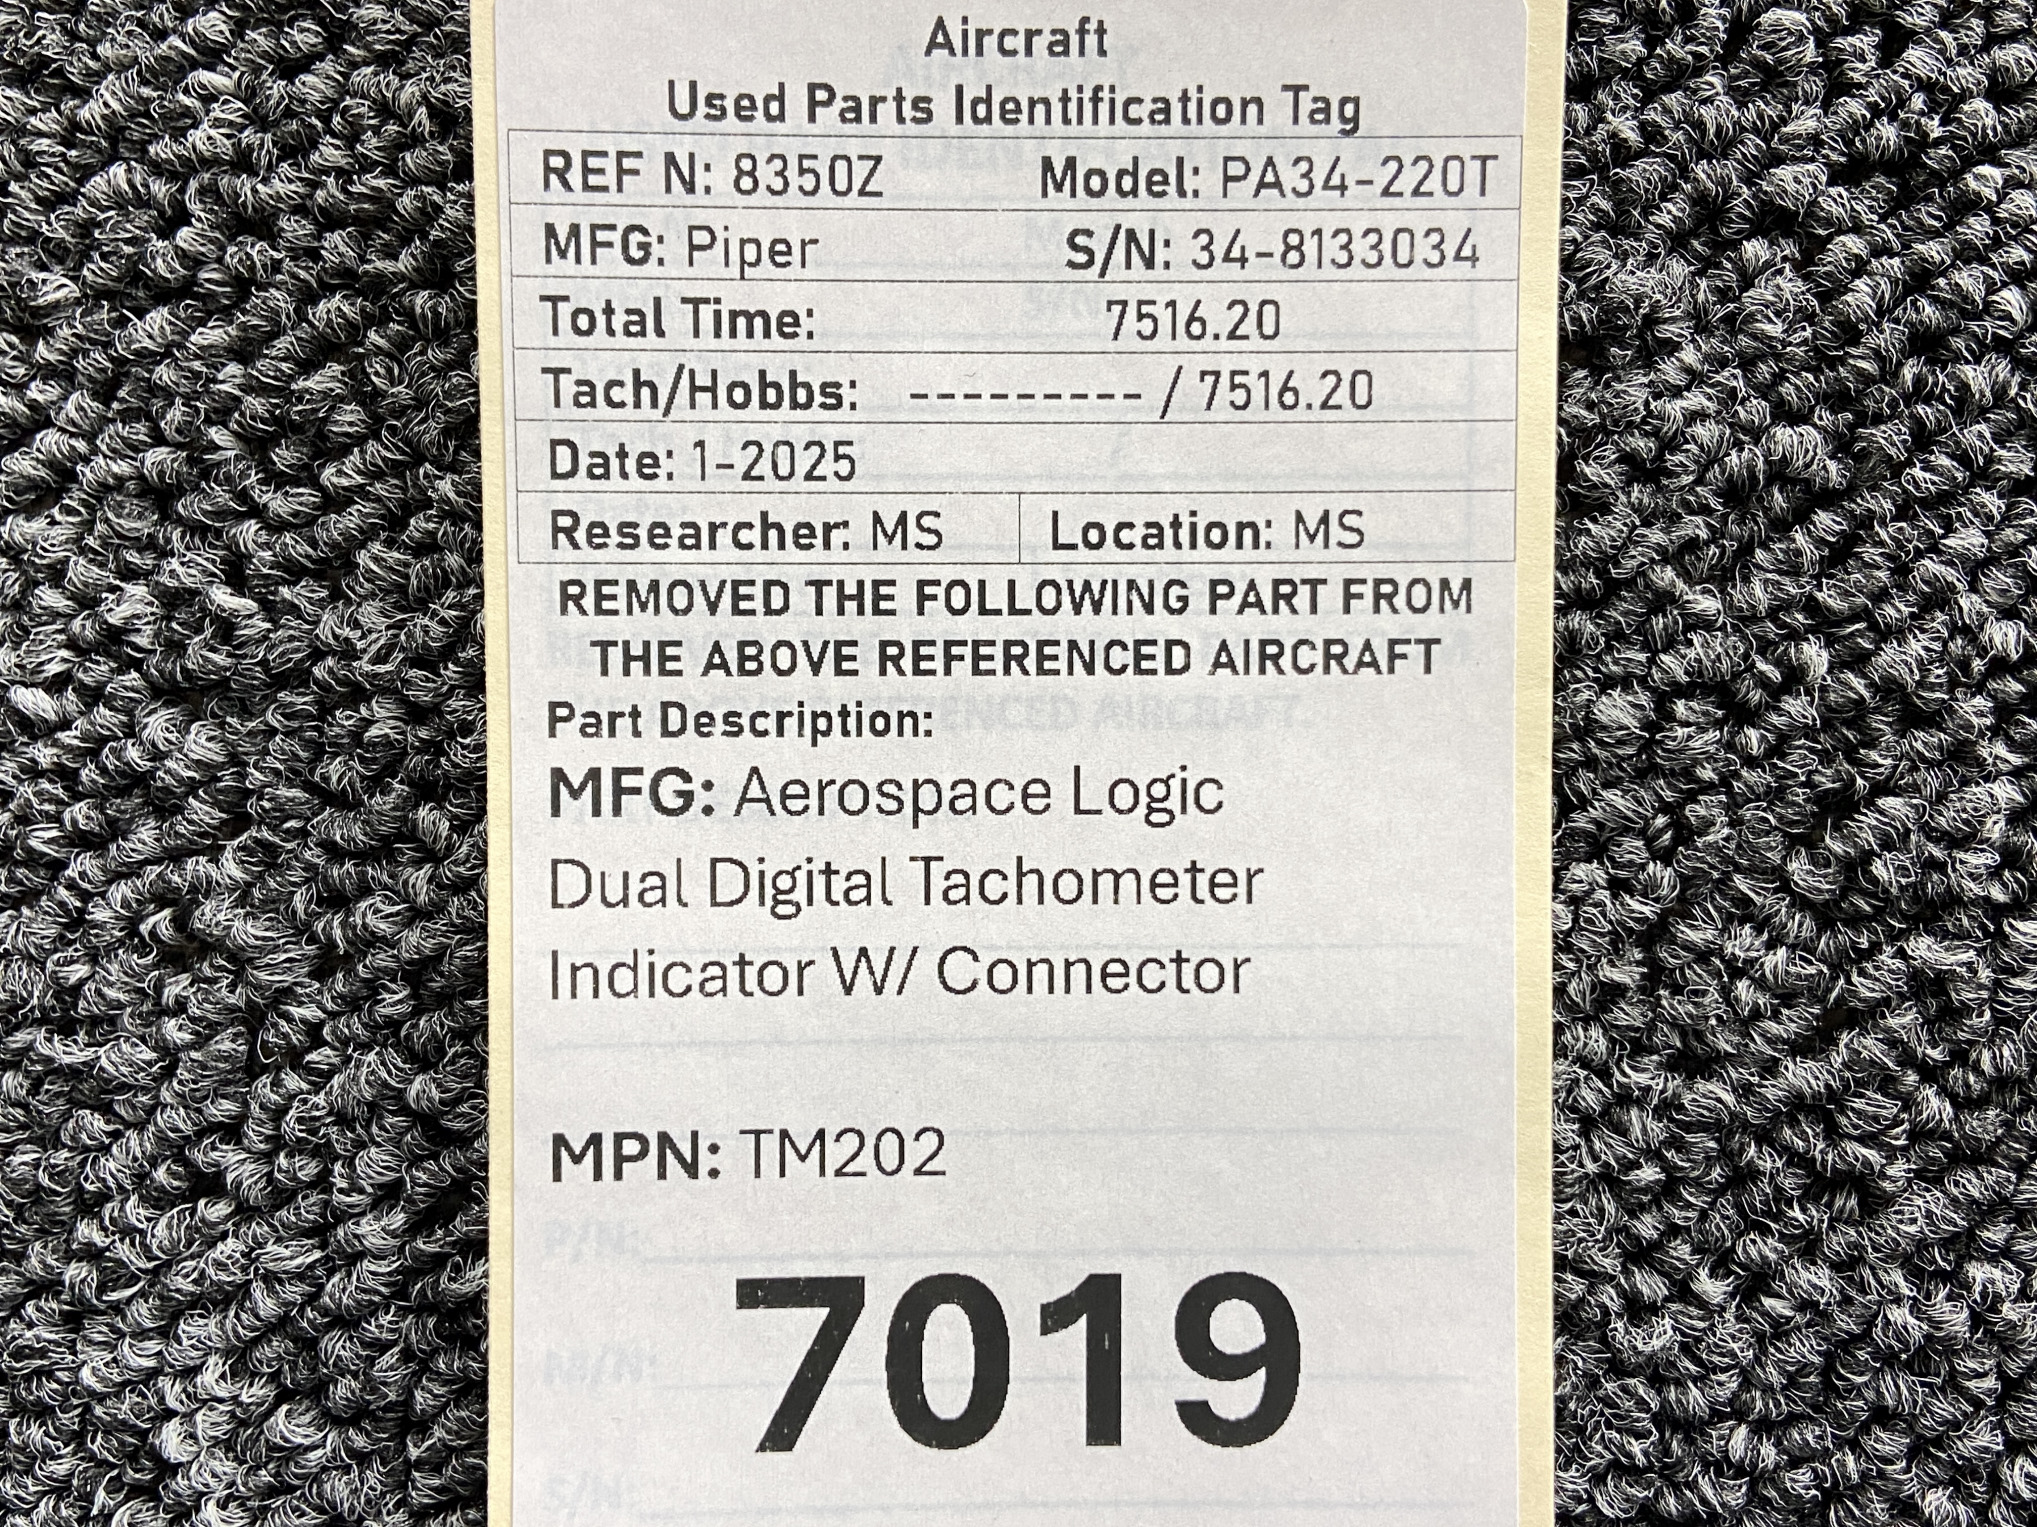 Aircraft
Used Parts Identification Tag
REF N: 8350Z Model: PA34-220T
MFG: Piper S/N: 34-8133034
Total Time: 7516.20
Tach/Hobbs: --------- / 7516.20
Date: 1-2025
Researcher: MS Location: MS
REMOVED THE FOLLOWING PART FROM
THE ABOVE REFERENCED AIRCRAFT
Part Description:
MFG: Aerospace Logic
Dual Digital Tachometer
Indicator W/ Connector
MPN: TM202
P/N:
7019
M/N:
S/N: